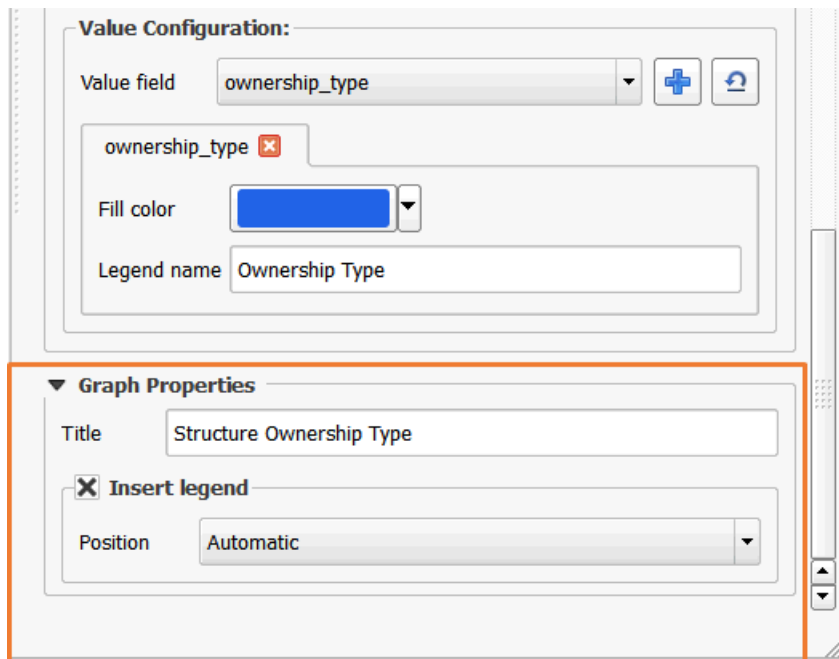 Value Configuration:
Value field ownership_type
ownership_type
Fill color
Legend name Ownership Type
Graph Properties
Title Structure Ownership Type
Insert legend
Position Automatic